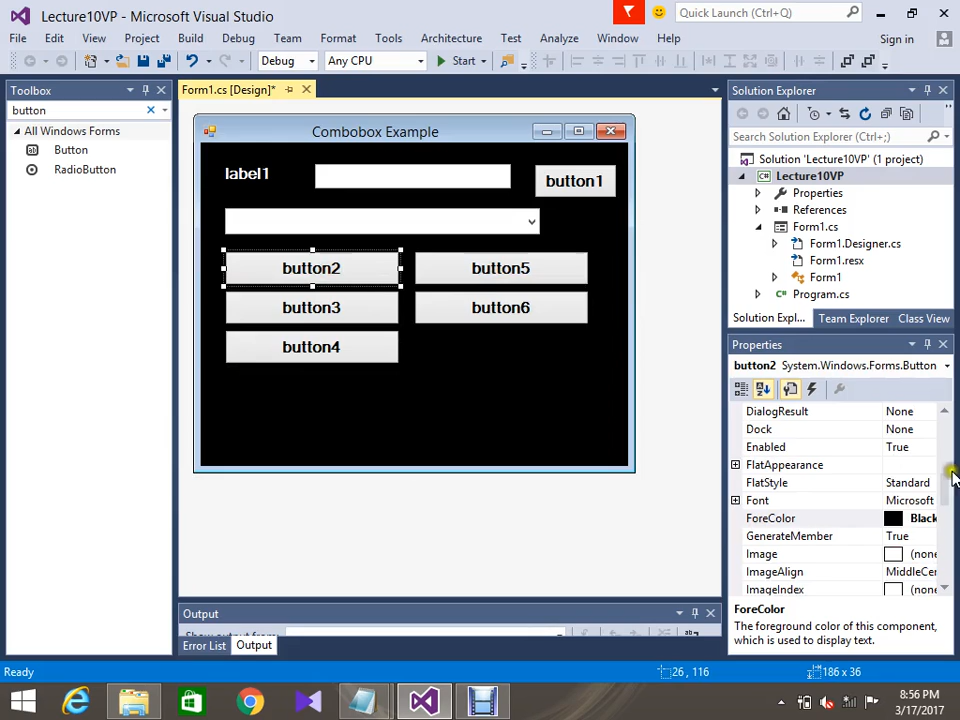 Lecture10VP - Microsoft Visual Studio
Quick Launch (Ctrl+Q)
File Edit View Project Build Debug Team Format Tools Architecture Test Analyze Window Help
Sign in
Debug Any CPU Start
Toolbox
button
All Windows Forms
Button
RadioButton
Form1.cs [Design]*
Combobox Example
label1
button1
button2
button5
button3
button6
button4
Output
Error List Output
Solution Explorer
Search Solution Explorer (Ctrl+;)
Solution 'Lecture10VP' (1 project)
Lecture10VP
Properties
References
Form1.cs
Form1.Designer.cs
Form1.resx
Form1
Program.cs
Solution Expl... Team Explorer Class View
Properties
button2 System.Windows.Forms.Button
DialogResult None
Dock None
Enabled True
FlatAppearance
FlatStyle Standard
Font Microsoft
ForeColor Black
GenerateMember True
Image (none
ImageAlign MiddleCen
ImageIndex (none
ForeColor
The foreground color of this component,
which is used to display text.
Ready
26 , 116
186 x 36
8:56 PM
3/17/2017